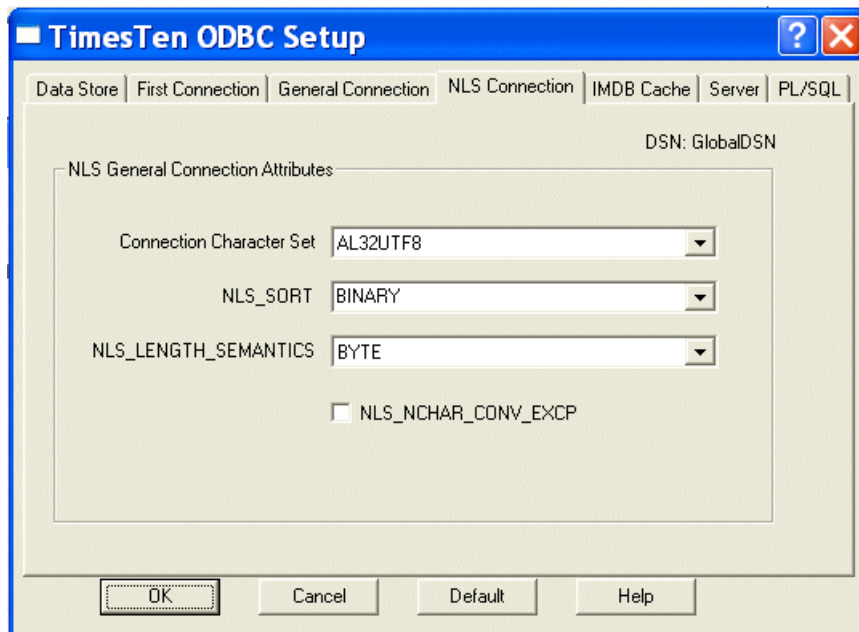 TimesTen ODBC Setup
Data Store First Connection General Connection NLS Connection IMDB Cache Server PL/SQL
DSN: GlobalDSN
NLS General Connection Attributes
Connection Character Set AL32UTF8
NLS_SORT BINARY
NLS_LENGTH_SEMANTICS BYTE
NLS_NCHAR_CONV_EXCP
OK Cancel Default Help